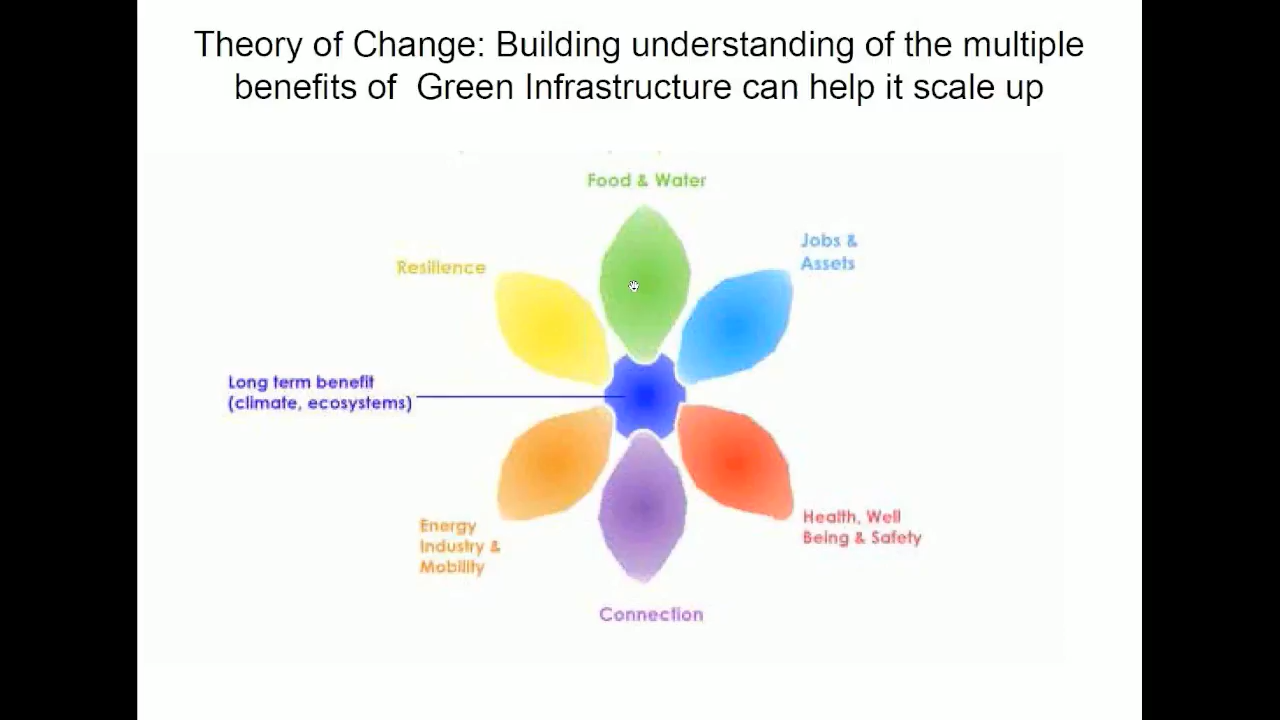 Theory of Change: Building understanding of the multiple
benefits of  Green Infrastructure can help it scale up
Food & Water
Jobs &
Assets
Resilience
Long term benefit
(climate, ecosystems)
Energy
Industry &
Mobility
Health, Well
Being & Safety
Connection